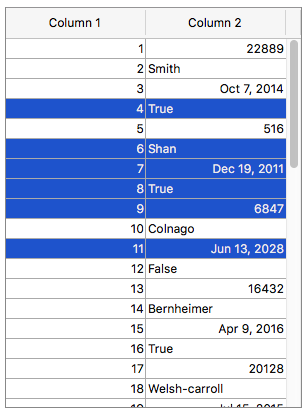 Column 1 Column 2
1 22889
2 Smith
3 Oct 7, 2014
4 True
5 516
6 Shan
7 Dec 19, 2011
8 True
9 6847
10 Colnago
11 Jun 13, 2028
12 False
13 16432
14 Bernheimer
15 Apr 9, 2016
16 True
17 20128
18 Welsh-carroll